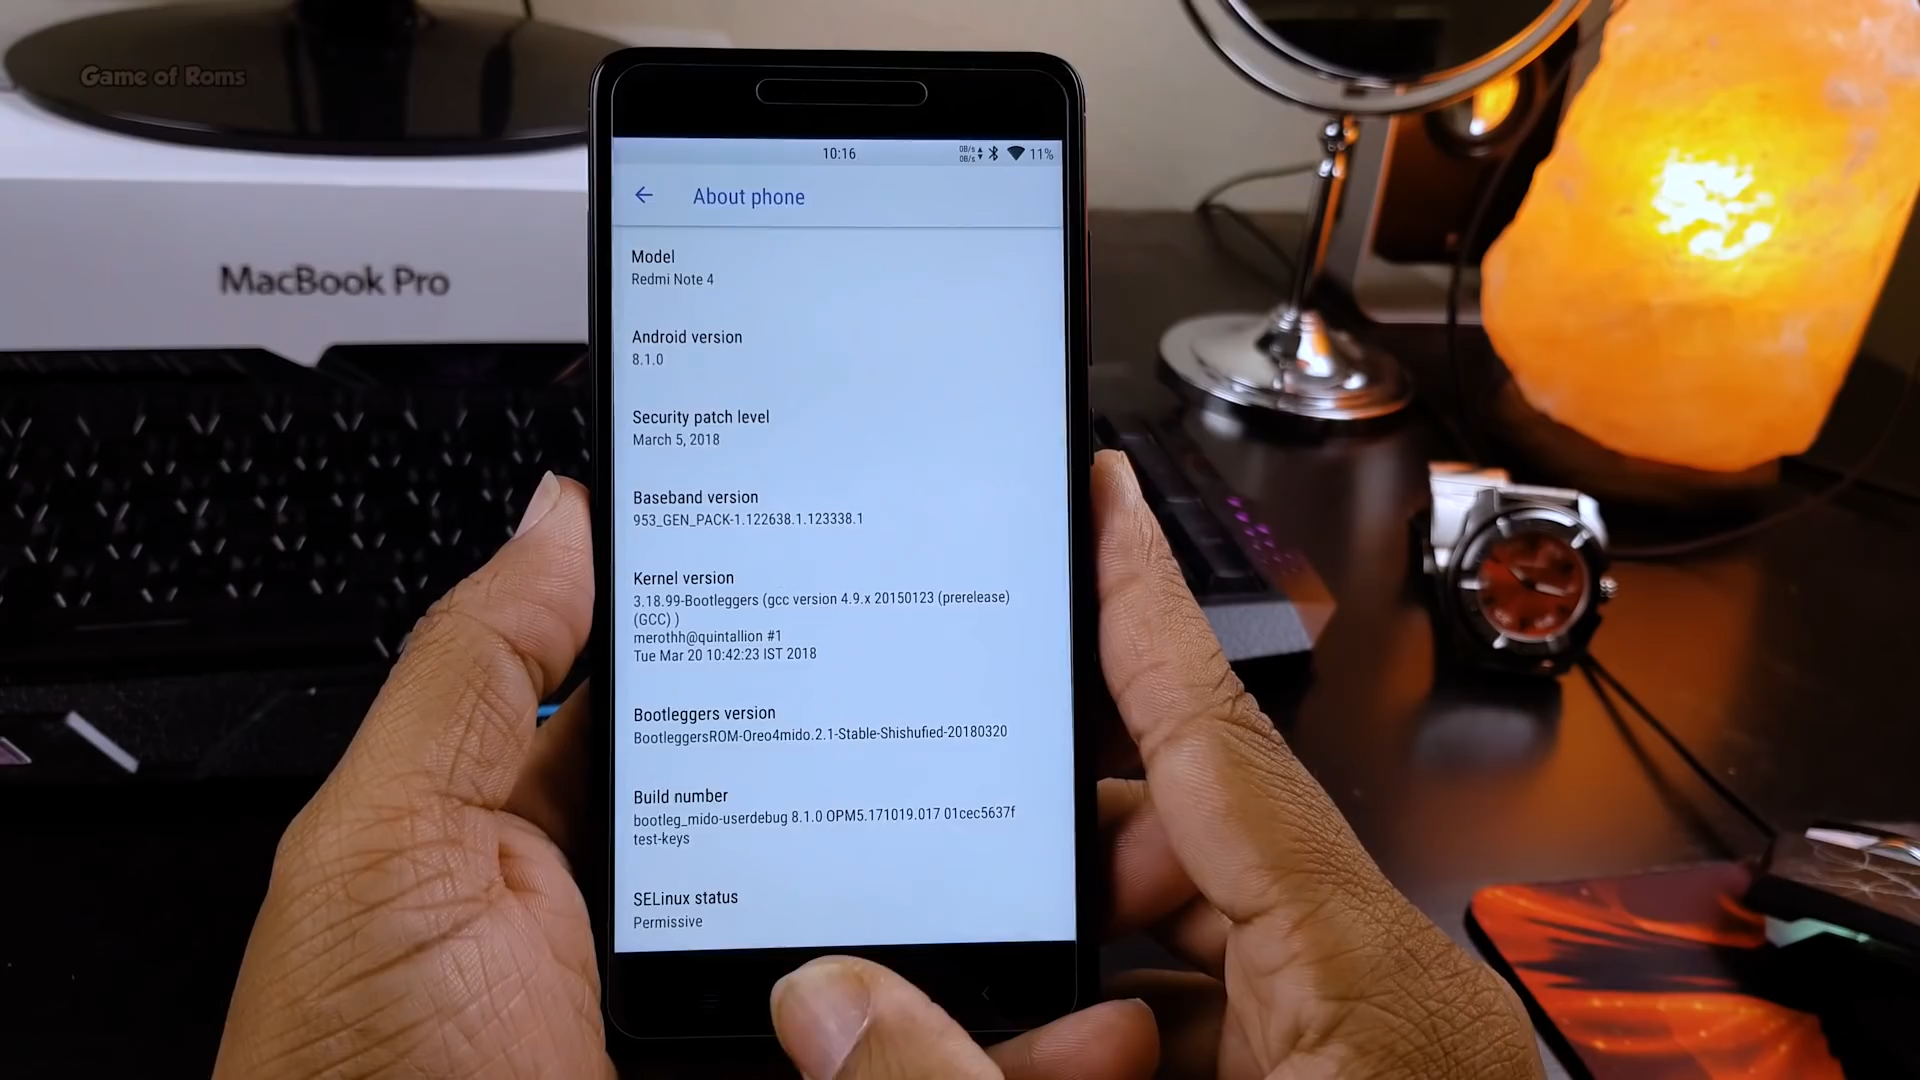 Game of Roms
MacBook Pro
10:16
0B/s
0B/s
11%
About phone
Model
Redmi Note 4
Android version
8.1.0
Security patch level
March 5, 2018
Baseband version
953_GEN_PACK-1.122638.1.123338.1
Kernel version
3.18.99-Bootleggers (gcc version 4.9.x 20150123 (prerelease)
(GCC) )
merothh@quintallion #1
Tue Mar 20 10:42:23 IST 2018
Bootleggers version
BootleggersROM-Oreo4mido.2.1-Stable-Shishufied-20180320
Build number
bootleg_mido-userdebug 8.1.0 OPM5.171019.017 01cec5637f
test-keys
SELinux status
Permissive